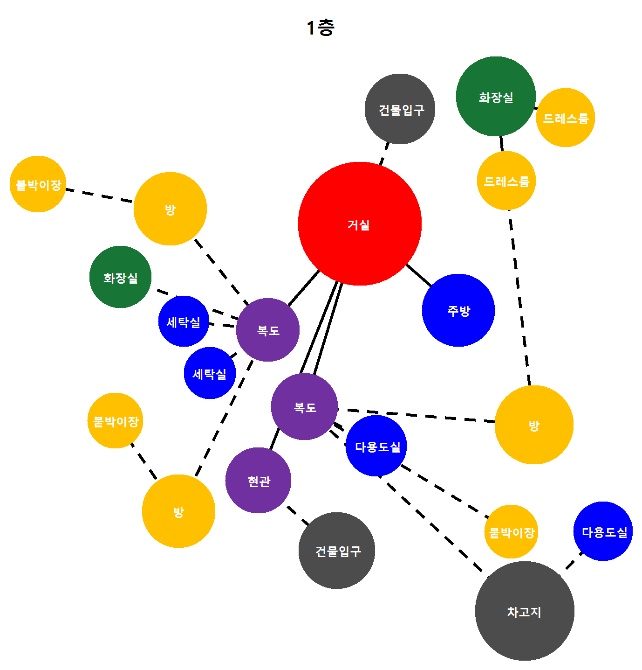 1층
화장실
건물입구
드레스룸
드레스룸
붙박이장
방
거실
화장실
주방
세탁실
복도
세탁실
복도
붙박이장
방
다용도실
현관
방
붙박이장
다용도실
건물입구
차고지